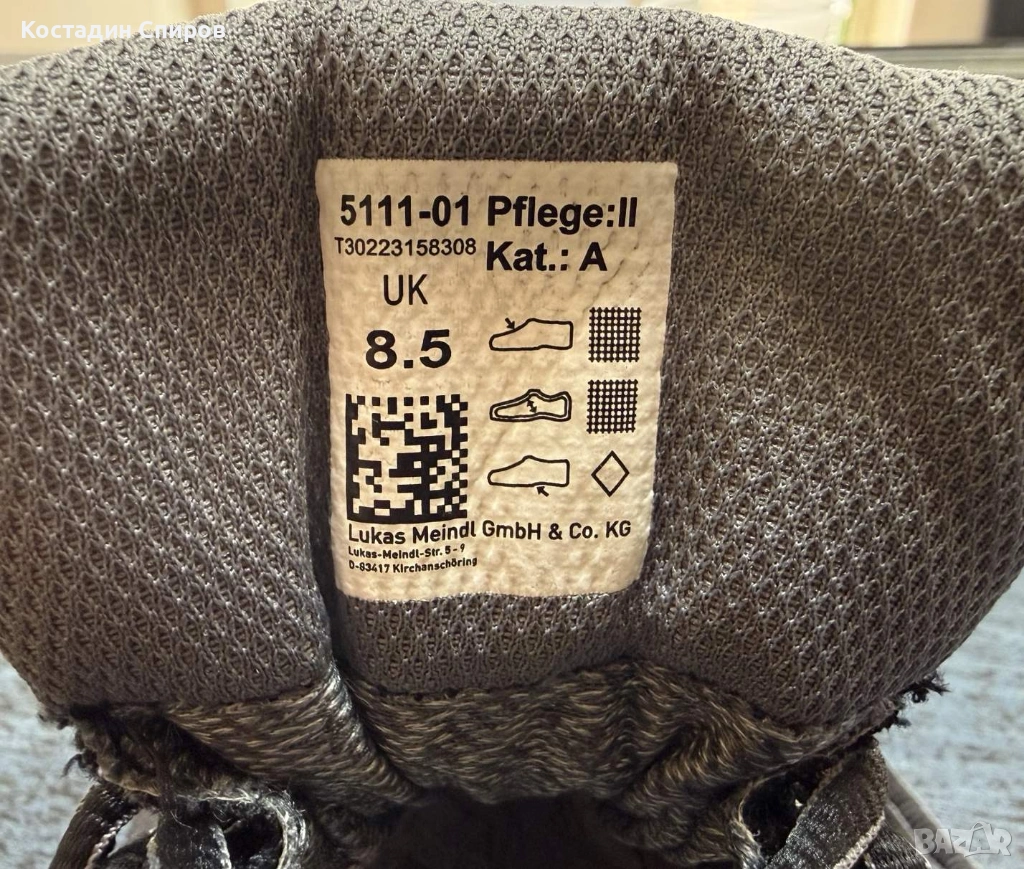 Костадин Спиров
5111-01 Pflege:II
T30223158308 Kat.: A
UK
8.5
Lukas Meindl GmbH & Co. KG
Lukas-Meindl-Str. 5-9
D-83417 Kirchanschöring
BAZAR